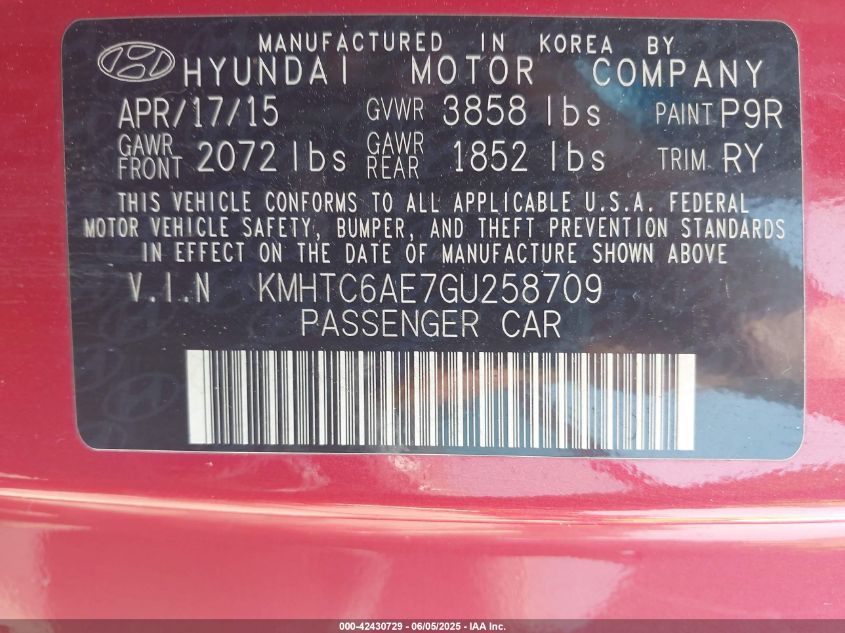 MANUFACTURED IN KOREA BY
HYUNDAI MOTOR COMPANY
APR/17/15 GVWR 3858 lbs PAINT P9R
GAWR FRONT 2072 lbs GAWR REAR 1852 lbs TRIM RY
THIS VEHICLE CONFORMS TO ALL APPLICABLE U.S.A. FEDERAL
MOTOR VEHICLE SAFETY, BUMPER, AND THEFT PREVENTION STANDARDS
IN EFFECT ON THE DATE OF MANUFACTURE SHOWN ABOVE
V.I.N KMHTC6AE7GU258709
PASSENGER CAR
000-42430729 - 06/05/2025 - IAA Inc.